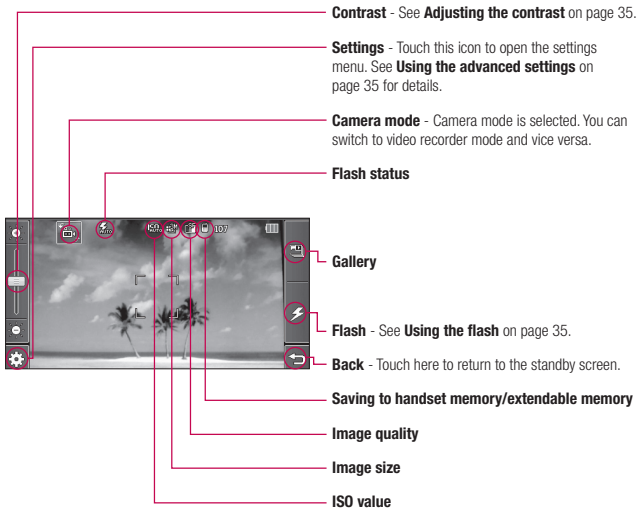 Contrast - See Adjusting the contrast on page 35.
Settings - Touch this icon to open the settings
menu. See Using the advanced settings on
page 35 for details.
Camera mode - Camera mode is selected. You can
switch to video recorder mode and vice versa.
Flash status
AUTO
ISO
AUTO
107
Gallery
Flash - See Using the flash on page 35.
Back - Touch here to return to the standby screen.
Saving to handset memory/extendable memory
Image quality
Image size
ISO value